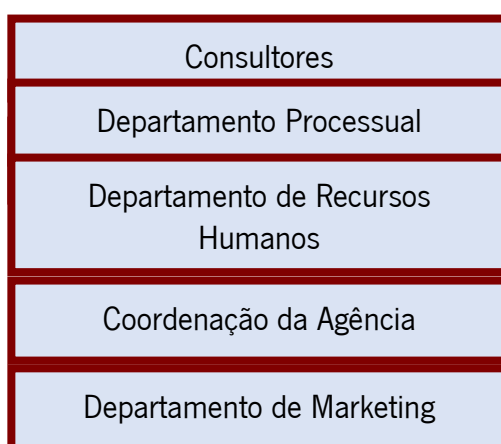 Consultores
Departamento Processual
Departamento de Recursos
Humanos
Coordenação da Agência
Departamento de Marketing